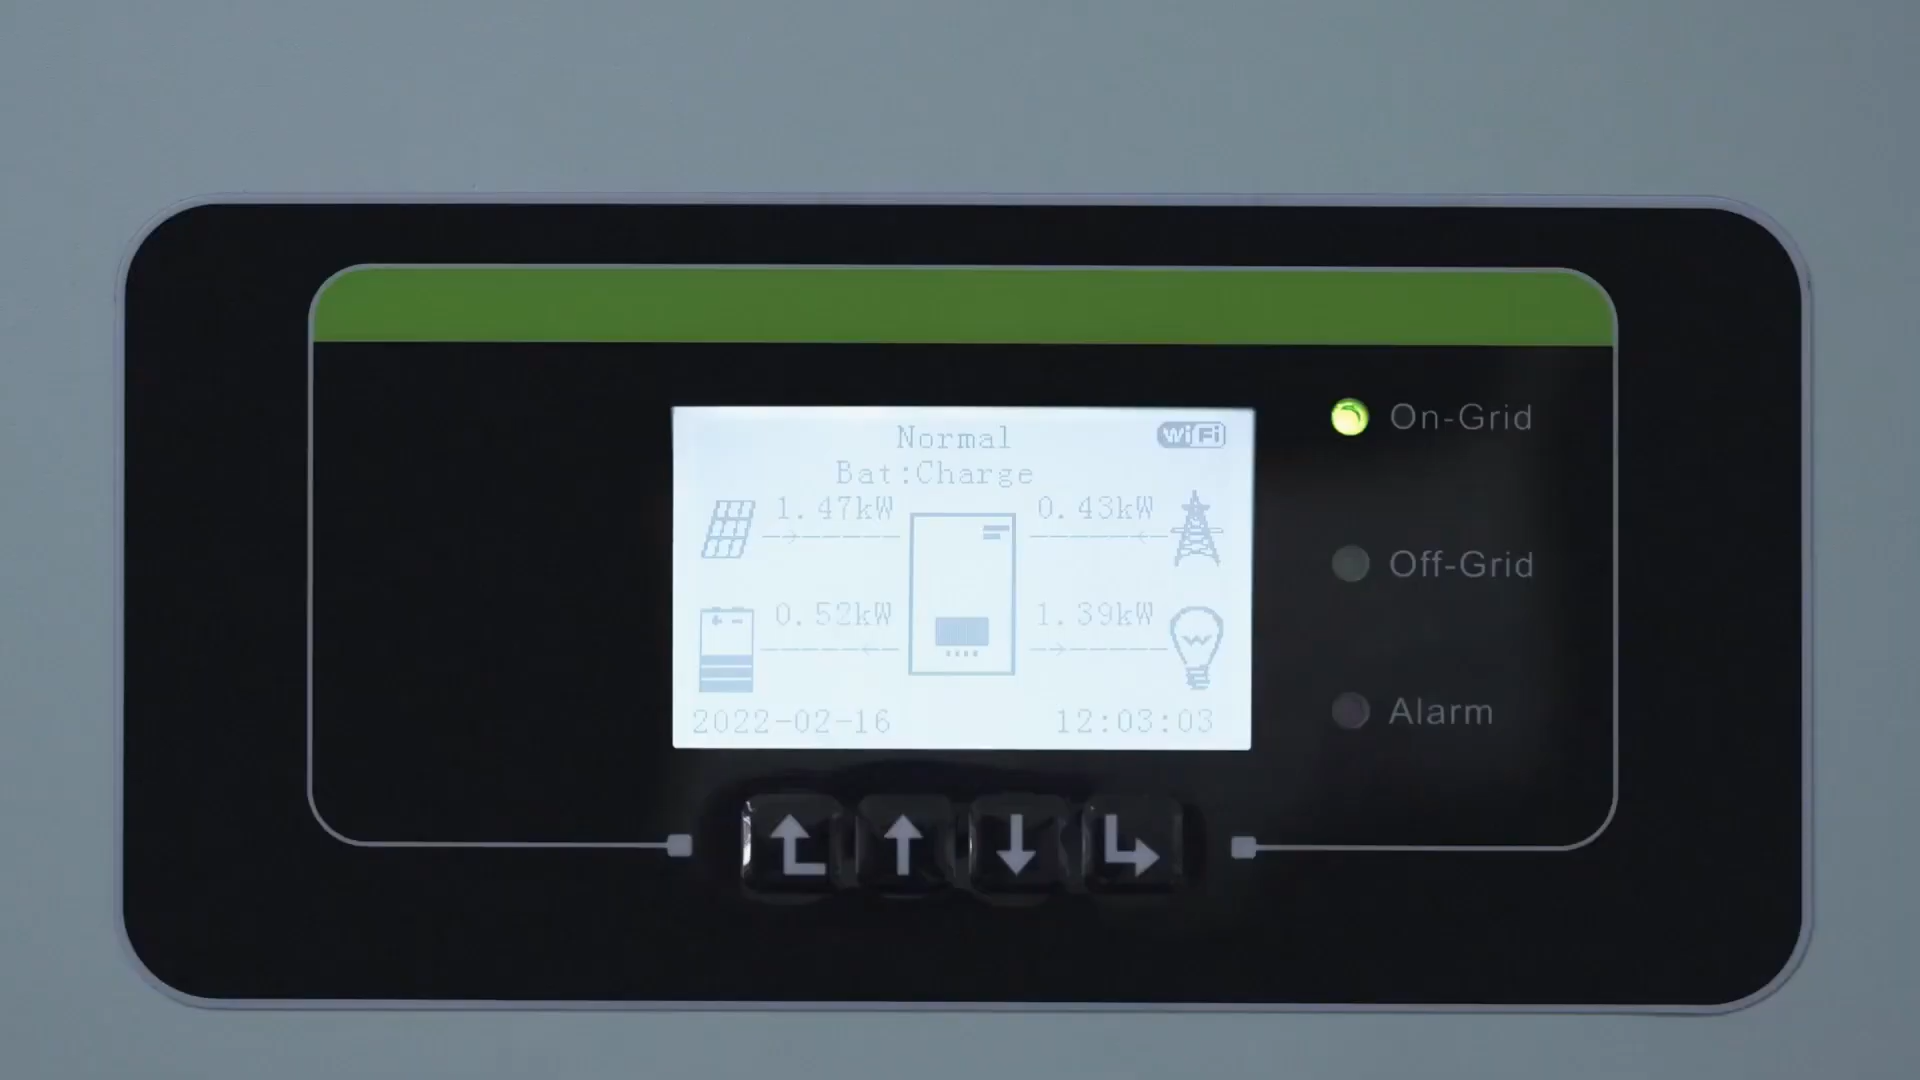 Normal
WiFi
Bat:Charge
1.47kW
0.43kW
0.52kW
1.39kW
2022-02-16
12:03:03
On-Grid
Off-Grid
Alarm